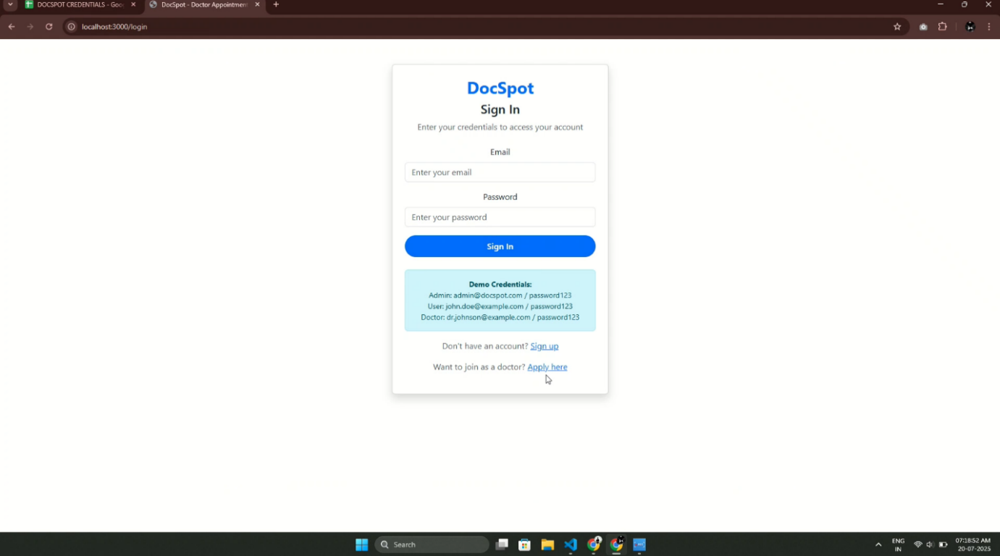 DOCSPOT CREDENTIALS - Goo
DocSpot - Doctor Appointment
localhost:3000/login
DocSpot
Sign In
Enter your credentials to access your account
Email
Enter your email
Password
Enter your password
Sign In
Demo Credentials:
Admin: admin@docspot.com / password123
User: john.doe@example.com / password123
Doctor: dr.johnson@example.com / password123
Don't have an account? Sign up
Want to join as a doctor? Apply here
Search
ENG
IN
07:18:52 AM
20-07-2025